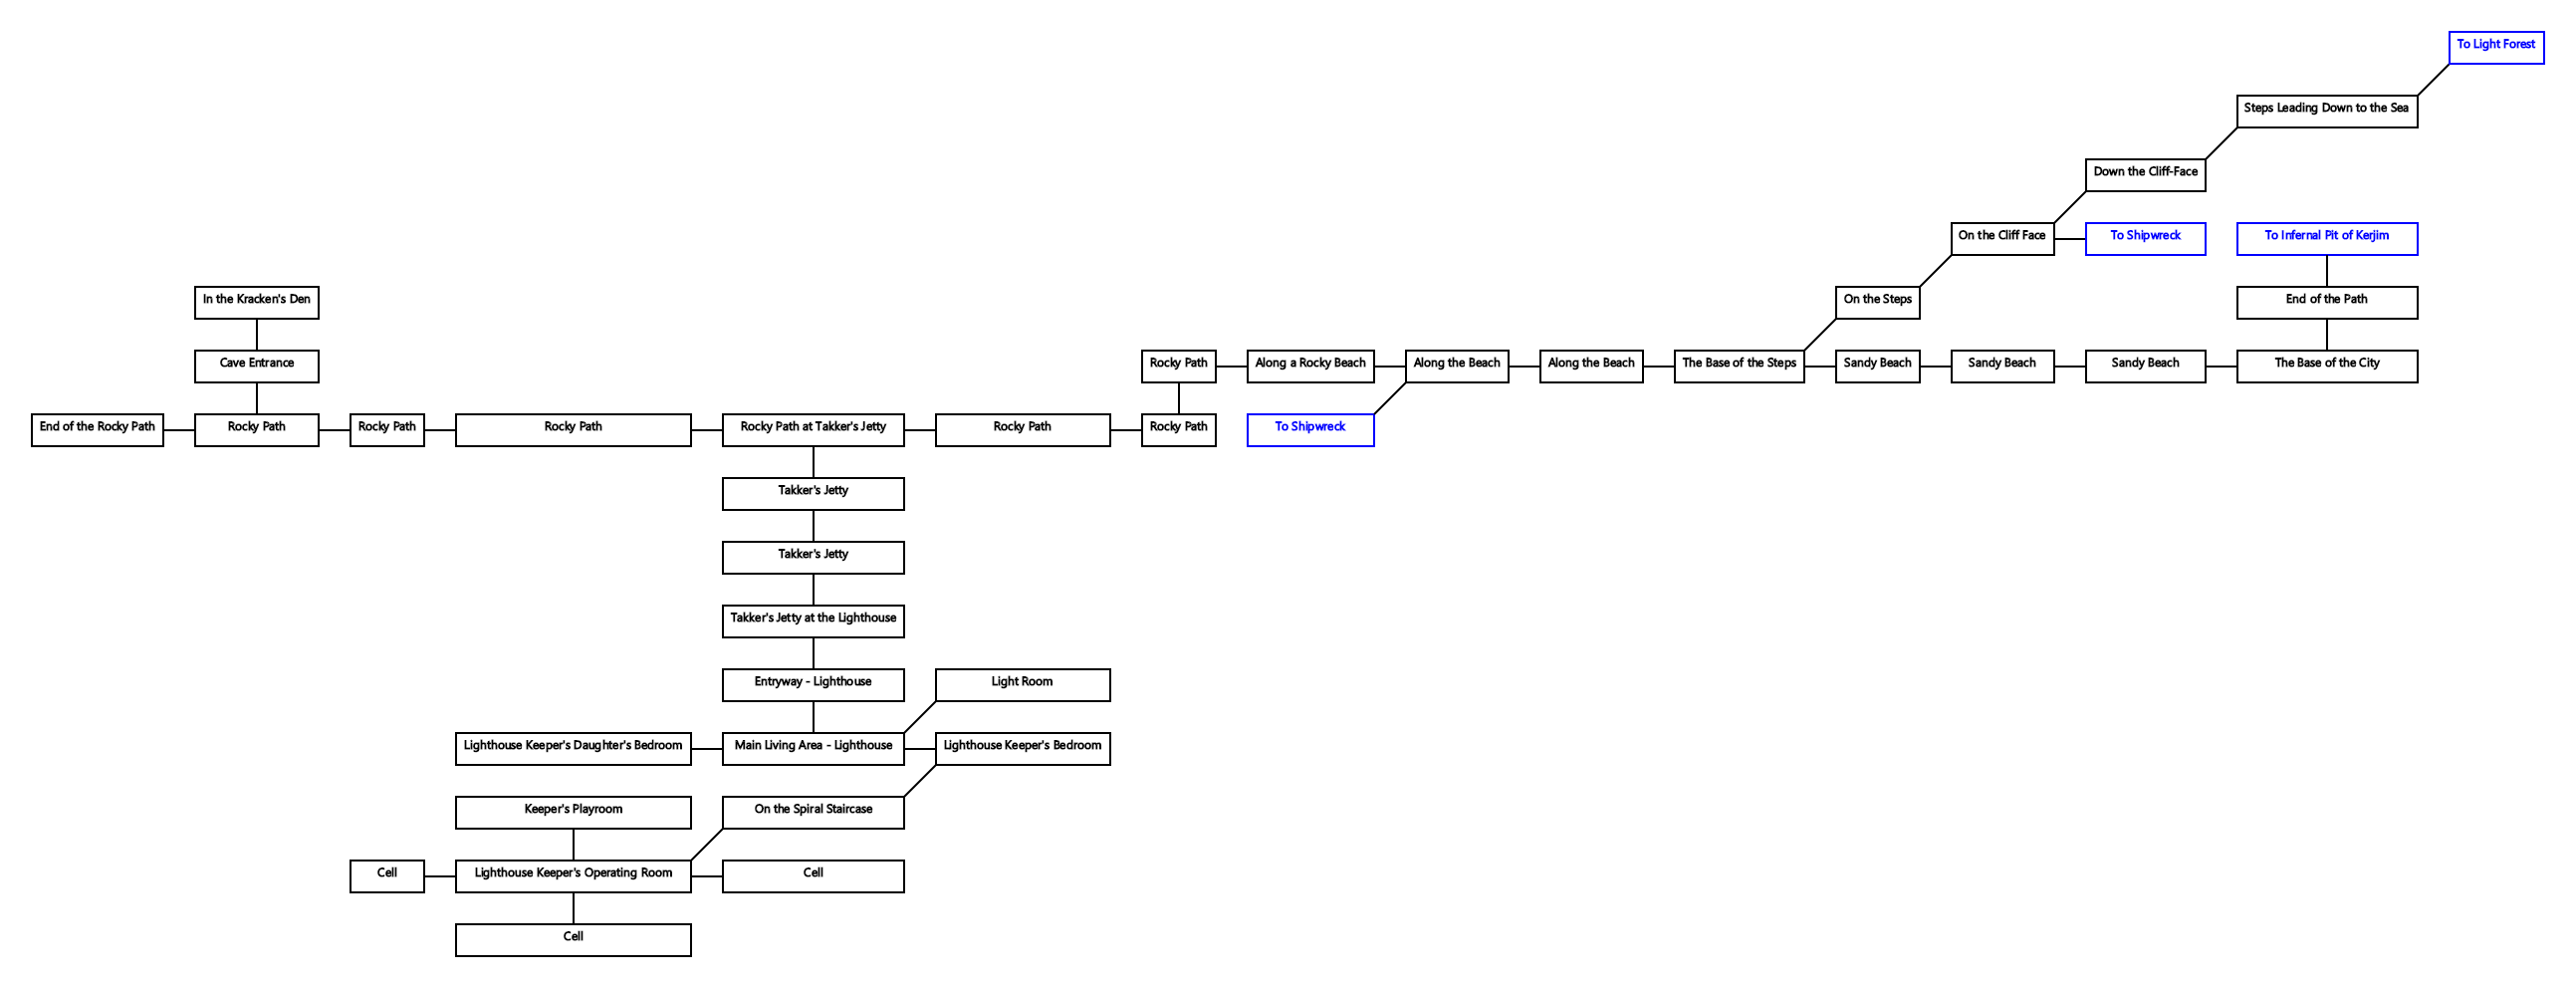 To Light Forest
Steps Leading Down to the Sea
Down the Cliff-Face
On the Cliff Face
To Shipwreck
To Infernal Pit of Kerjim
In the Kracken's Den
On the Steps
End of the Path
Cave Entrance
Rocky Path
Along a Rocky Beach
Along the Beach
Along the Beach
The Base of the Steps
Sandy Beach
Sandy Beach
Sandy Beach
The Base of the City
End of the Rocky Path
Rocky Path
Rocky Path
Rocky Path
Rocky Path at Takker's Jetty
Rocky Path
Rocky Path
To Shipwreck
Takker's Jetty
Takker's Jetty
Takker's Jetty at the Lighthouse
Entryway - Lighthouse
Light Room
Lighthouse Keeper's Daughter's Bedroom
Main Living Area - Lighthouse
Lighthouse Keeper's Bedroom
Keeper's Playroom
On the Spiral Staircase
Cell
Lighthouse Keeper's Operating Room
Cell
Cell